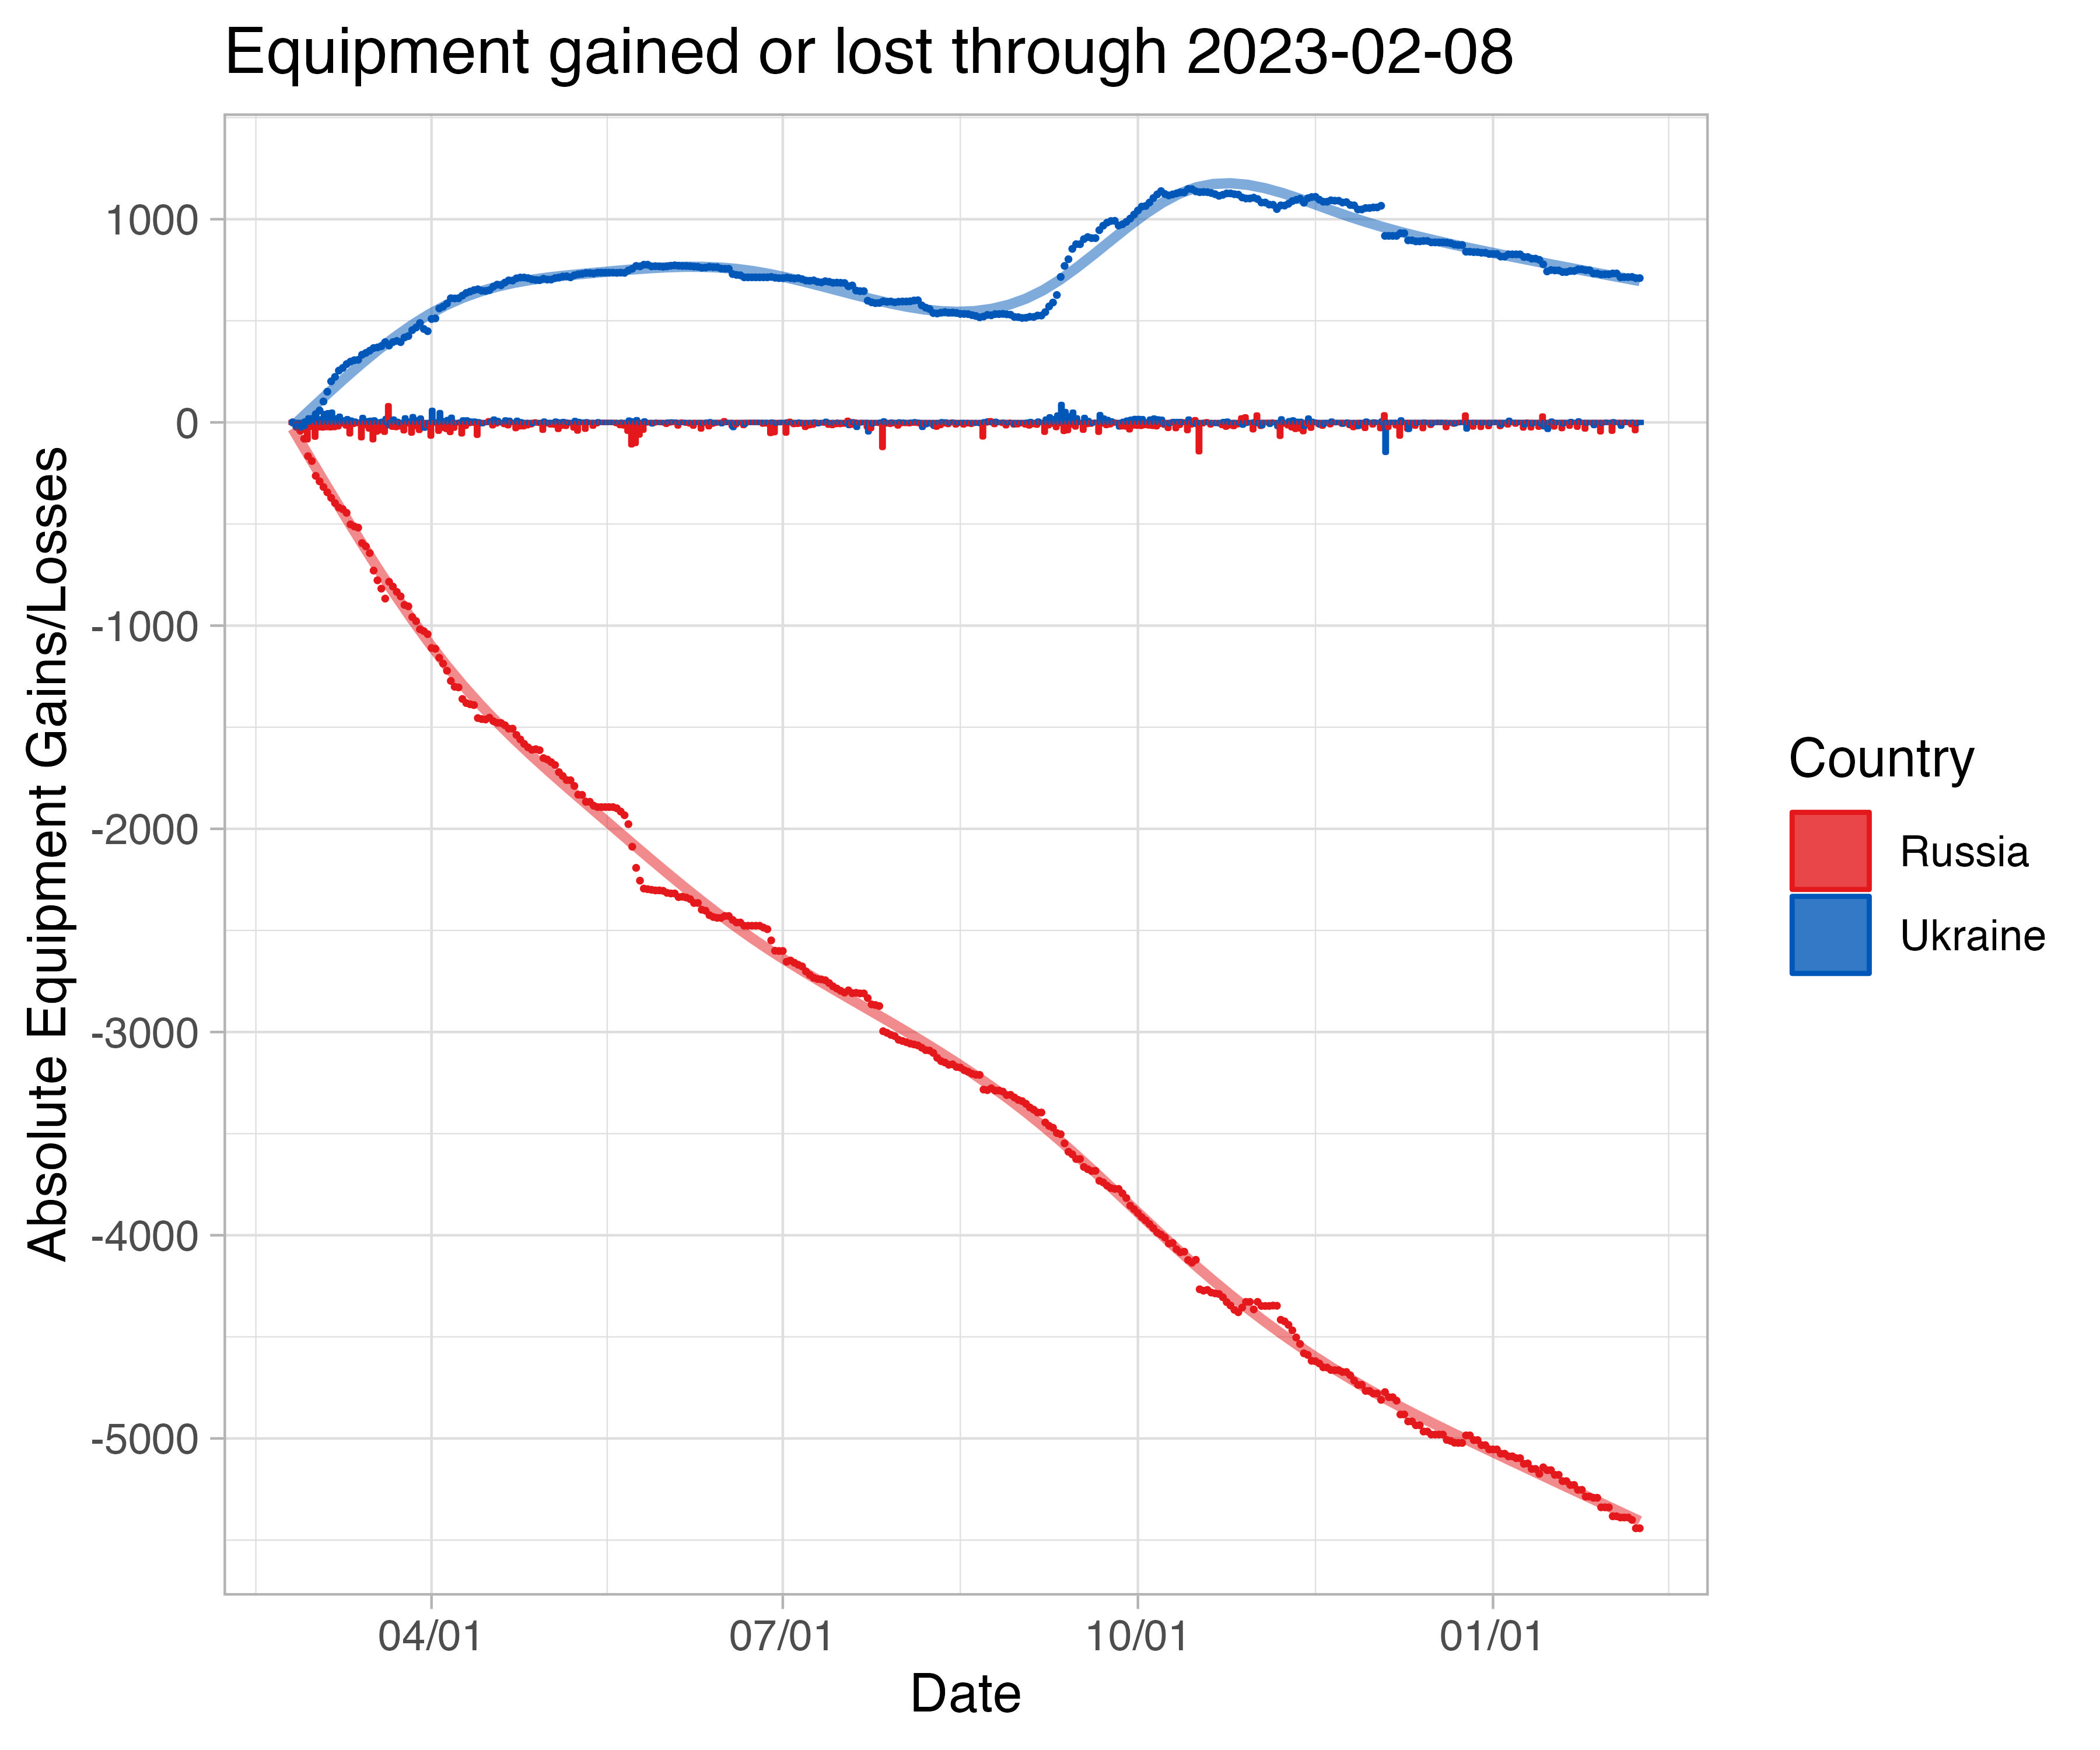 Equipment gained or lost through 2023-02-08
Absolute Equipment Gains/Losses
1000
0
-1000
-2000
-3000
-4000
-5000
04/01
07/01
10/01
01/01
Date
Country
Russia
Ukraine